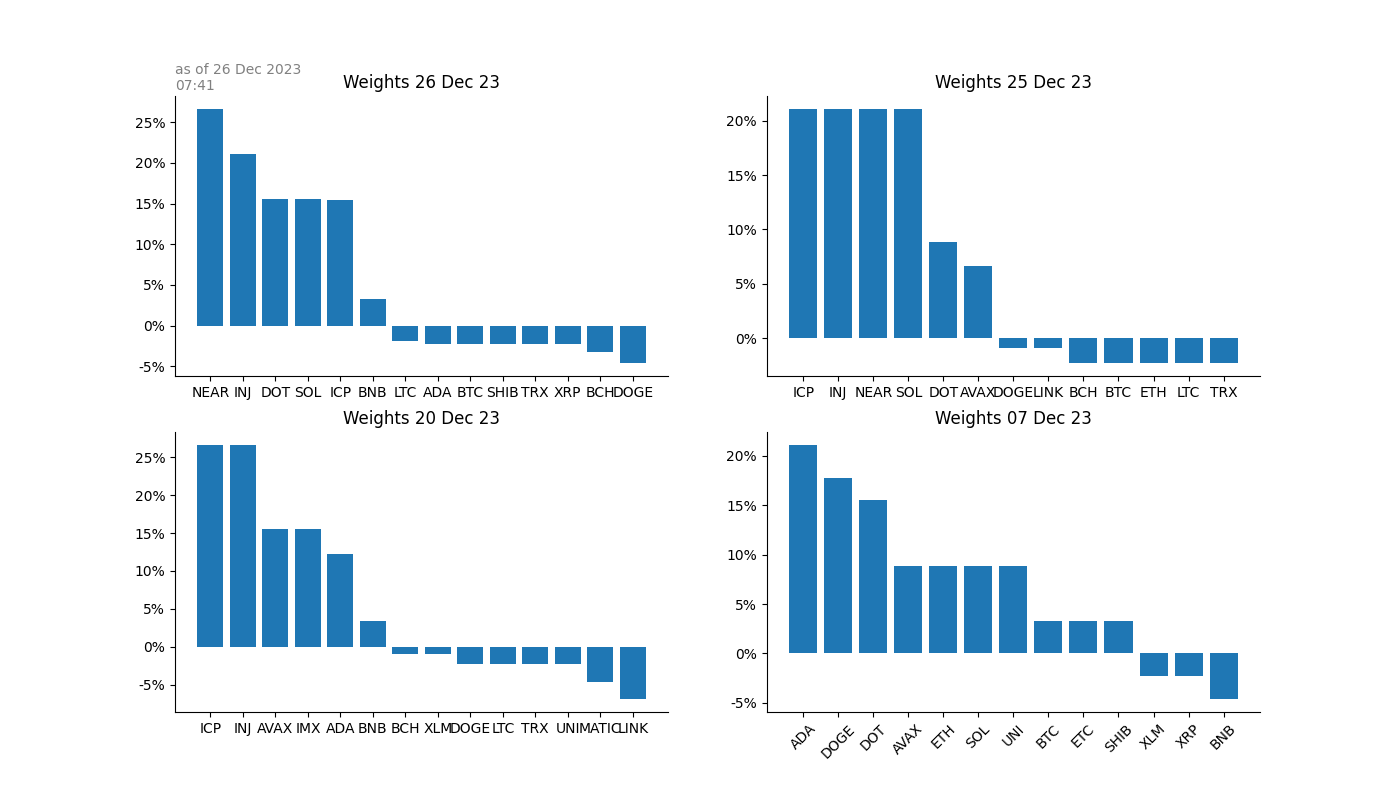 as of 26 Dec 2023
07:41
Weights 26 Dec 23
25%
20%
15%
10%
5%
0%
-5%
NEAR INJ DOT SOL ICP BNB LTC ADA BTC SHIB TRX XRP BCH DOGE
Weights 25 Dec 23
20%
15%
10%
5%
0%
ICP INJ NEAR SOL DOT AVAX DOGE LINK BCH BTC ETH LTC TRX
Weights 20 Dec 23
25%
20%
15%
10%
5%
0%
-5%
ICP INJ AVAX IMX ADA BNB BCH XLM DOGE LTC TRX UNI MATIC LINK
Weights 07 Dec 23
20%
15%
10%
5%
0%
-5%
ADA DOGE DOT AVAX ETH SOL UNI BTC ETC SHIB XLM XRP BNB